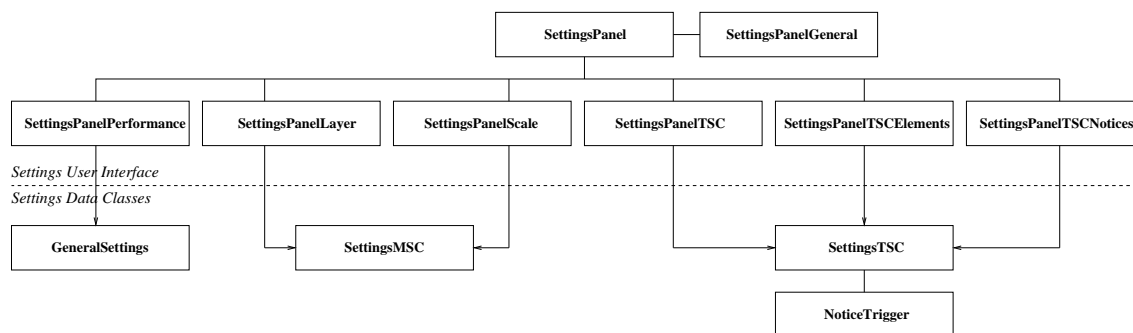 SettingsPanel
SettingsPanelGeneral
SettingsPanelPerformance
SettingsPanelLayer
SettingsPanelScale
SettingsPanelTSC
SettingsPanelTSCElements
SettingsPanelTSCNotices
Settings User Interface
Settings Data Classes
GeneralSettings
SettingsMSC
SettingsTSC
NoticeTrigger